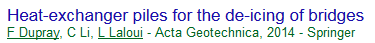 Heat-exchanger piles for the de-icing of bridges
F Dupray, C Li, L Laloui - Acta Geotechnica, 2014 - Springer